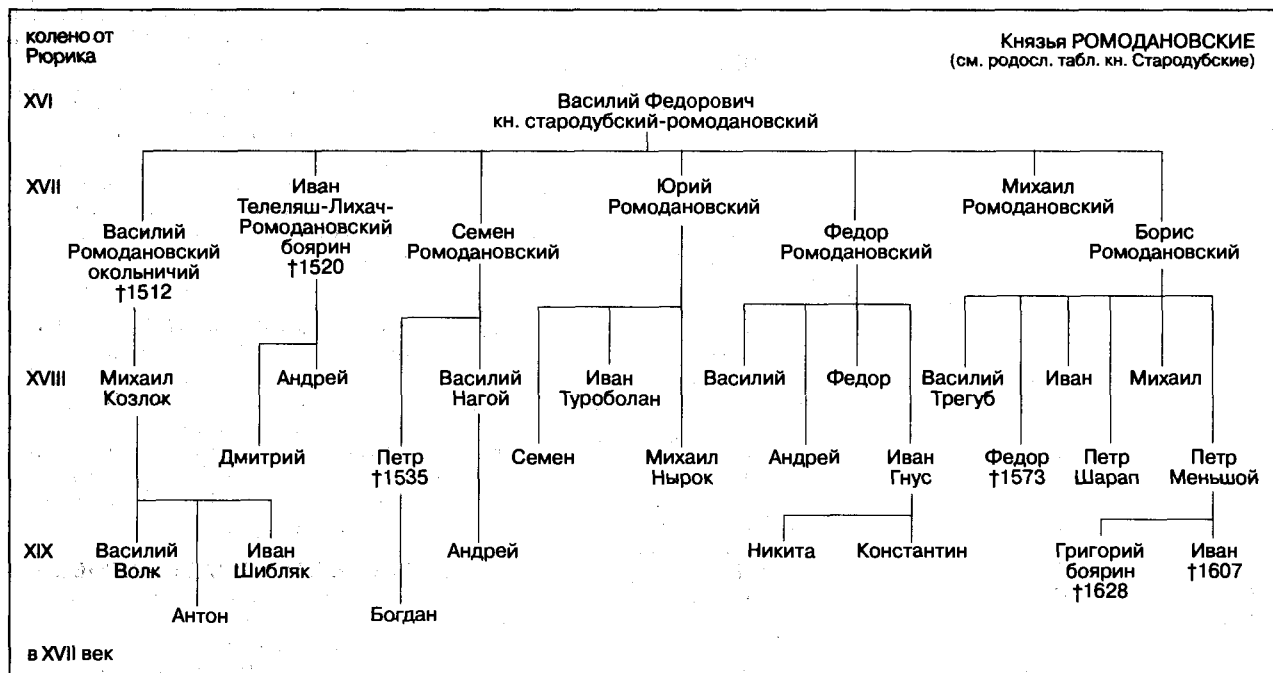 колено от
Рюрика
Князья РОМОДАНОВСКИЕ
(см. родосл. табл. кн. Стародубские)
XVI
Василий Федорович
кн. стародубский-ромодановский
XVII
Василий
Ромодановский
окольничий
†1512
Иван
Телеляш-Лихач-
Ромодановский
боярин
†1520
Семен
Ромодановский
Юрий
Ромодановский
Федор
Ромодановский
Михаил
Ромодановский
Борис
Ромодановский
XVIII
Михаил
Козлок
Андрей
Василий
Нагой
Иван
Туроболан
Василий
Федор
Василий
Трегуб
Иван
Михаил
Дмитрий
Петр
†1535
Семен
Михаил
Нырок
Андрей
Иван
Гнус
Федор
†1573
Петр
Шарап
Петр
Меньшой
XIX
Василий
Волк
Иван
Шибляк
Андрей
Никита
Константин
Григорий
боярин
†1628
Иван
†1607
Антон
Богдан
в XVII век